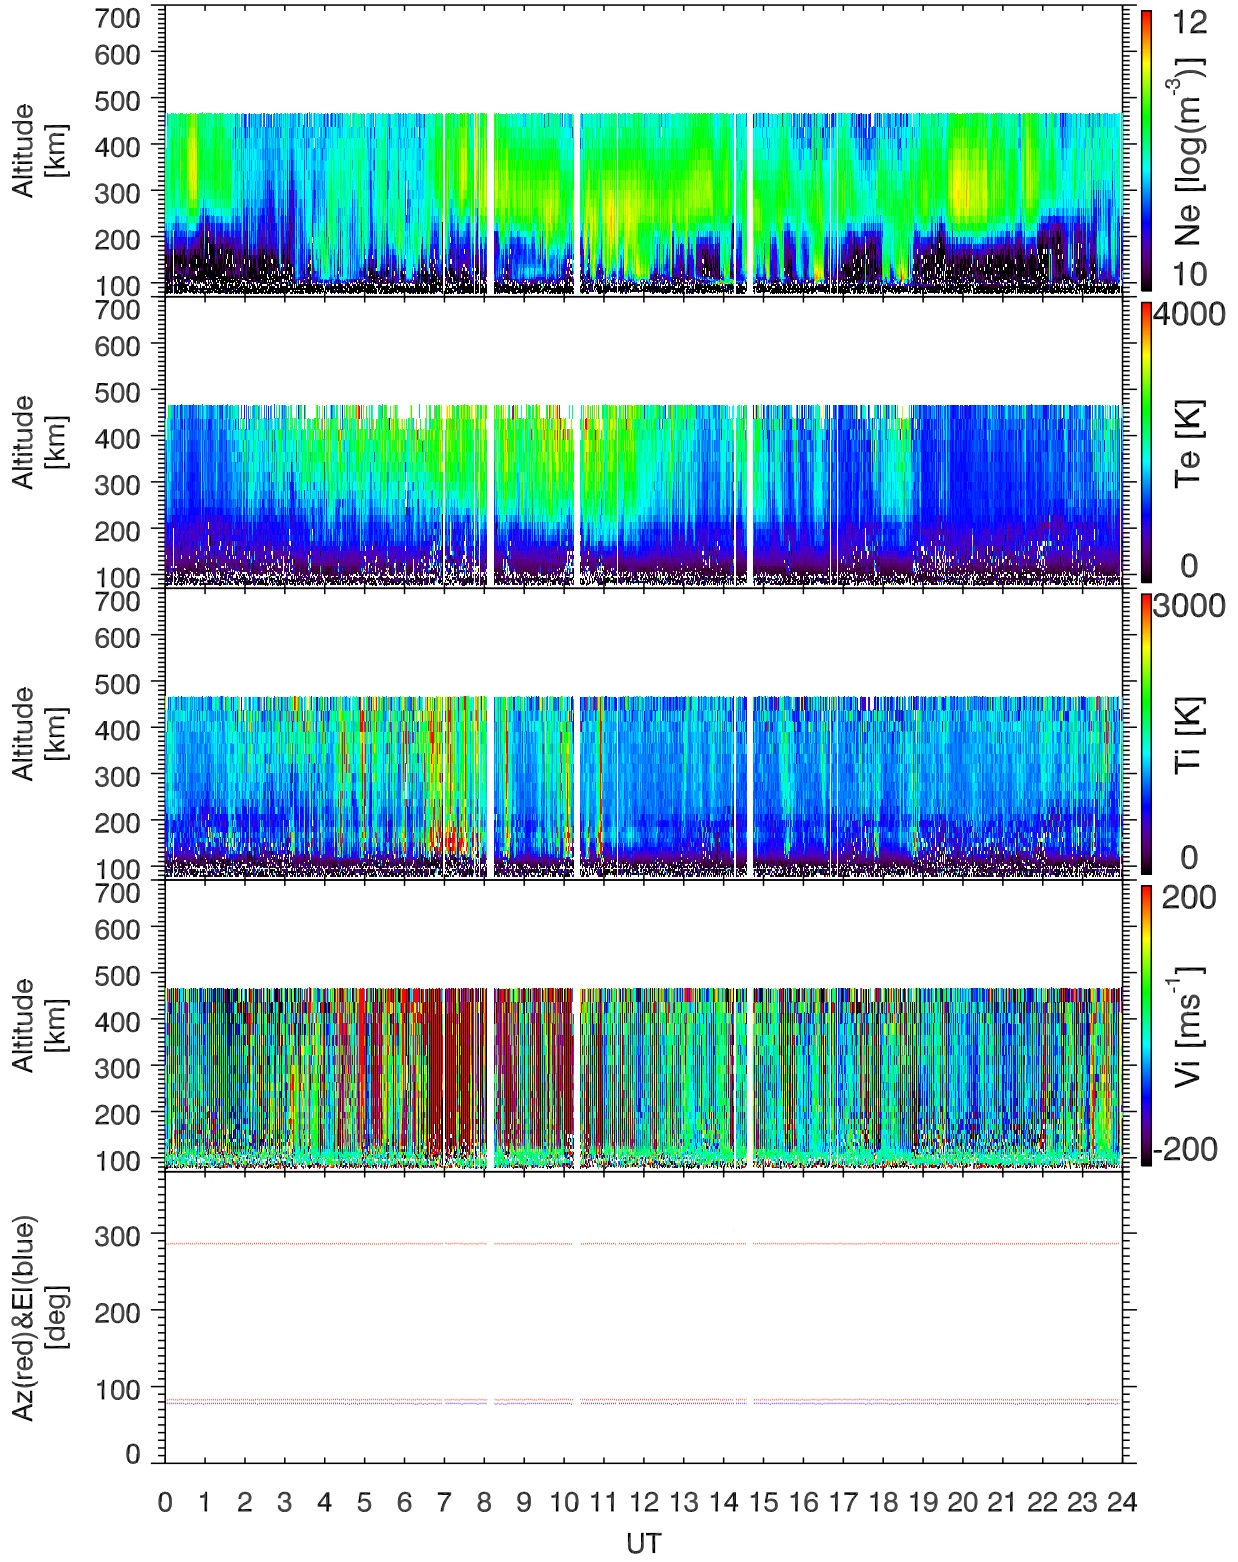 700
600
500
400
300
200
100
Altitude
[km]
12
Ne [log(m⁻³)]
10
700
600
500
400
300
200
100
Altitude
[km]
4000
Te [K]
0
700
600
500
400
300
200
100
Altitude
[km]
3000
Ti [K]
0
700
600
500
400
300
200
100
Altitude
[km]
200
Vi [ms⁻¹]
-200
300
200
100
0
Az(red)&El(blue)
[deg]
0 1 2 3 4 5 6 7 8 9 10 11 12 13 14 15 16 17 18 19 20 21 22 23 24
UT